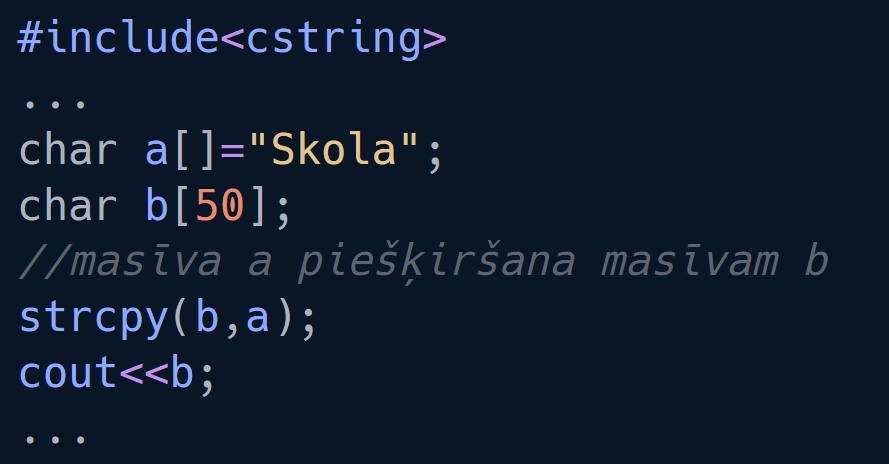 #include<cstring>
...
char a[]="Skola";
char b[50];
//masīva a piešķiršana masīvam b
strcpy(b,a);
cout<<b;
...